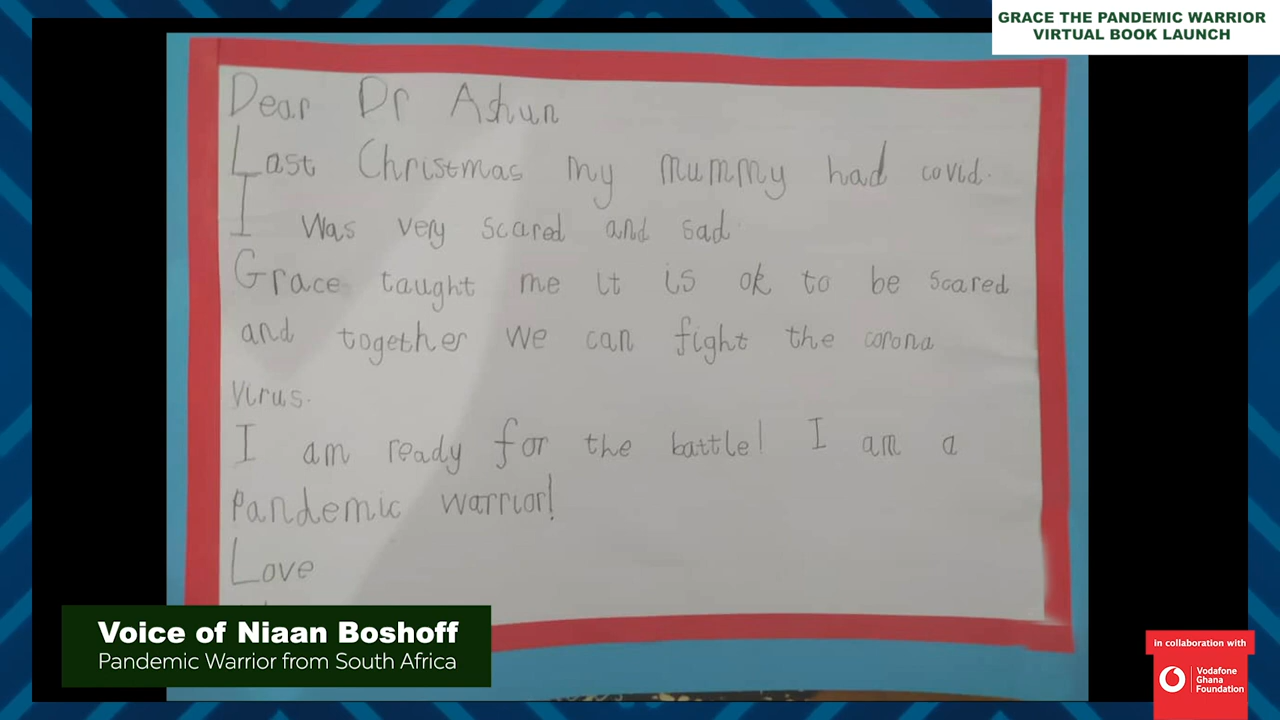 GRACE THE PANDEMIC WARRIOR
VIRTUAL BOOK LAUNCH
Dear Dr Ashun
Last Christmas my mummy had covid.
I was very scared and sad.
Grace taught me it is ok to be scared
and together we can fight the corona
virus.
I am ready for the battle! I am a
pandemic warrior!
Love
Voice of Niaan Boshoff
Pandemic Warrior from South Africa
in collaboration with
Vodafone
Ghana
Foundation